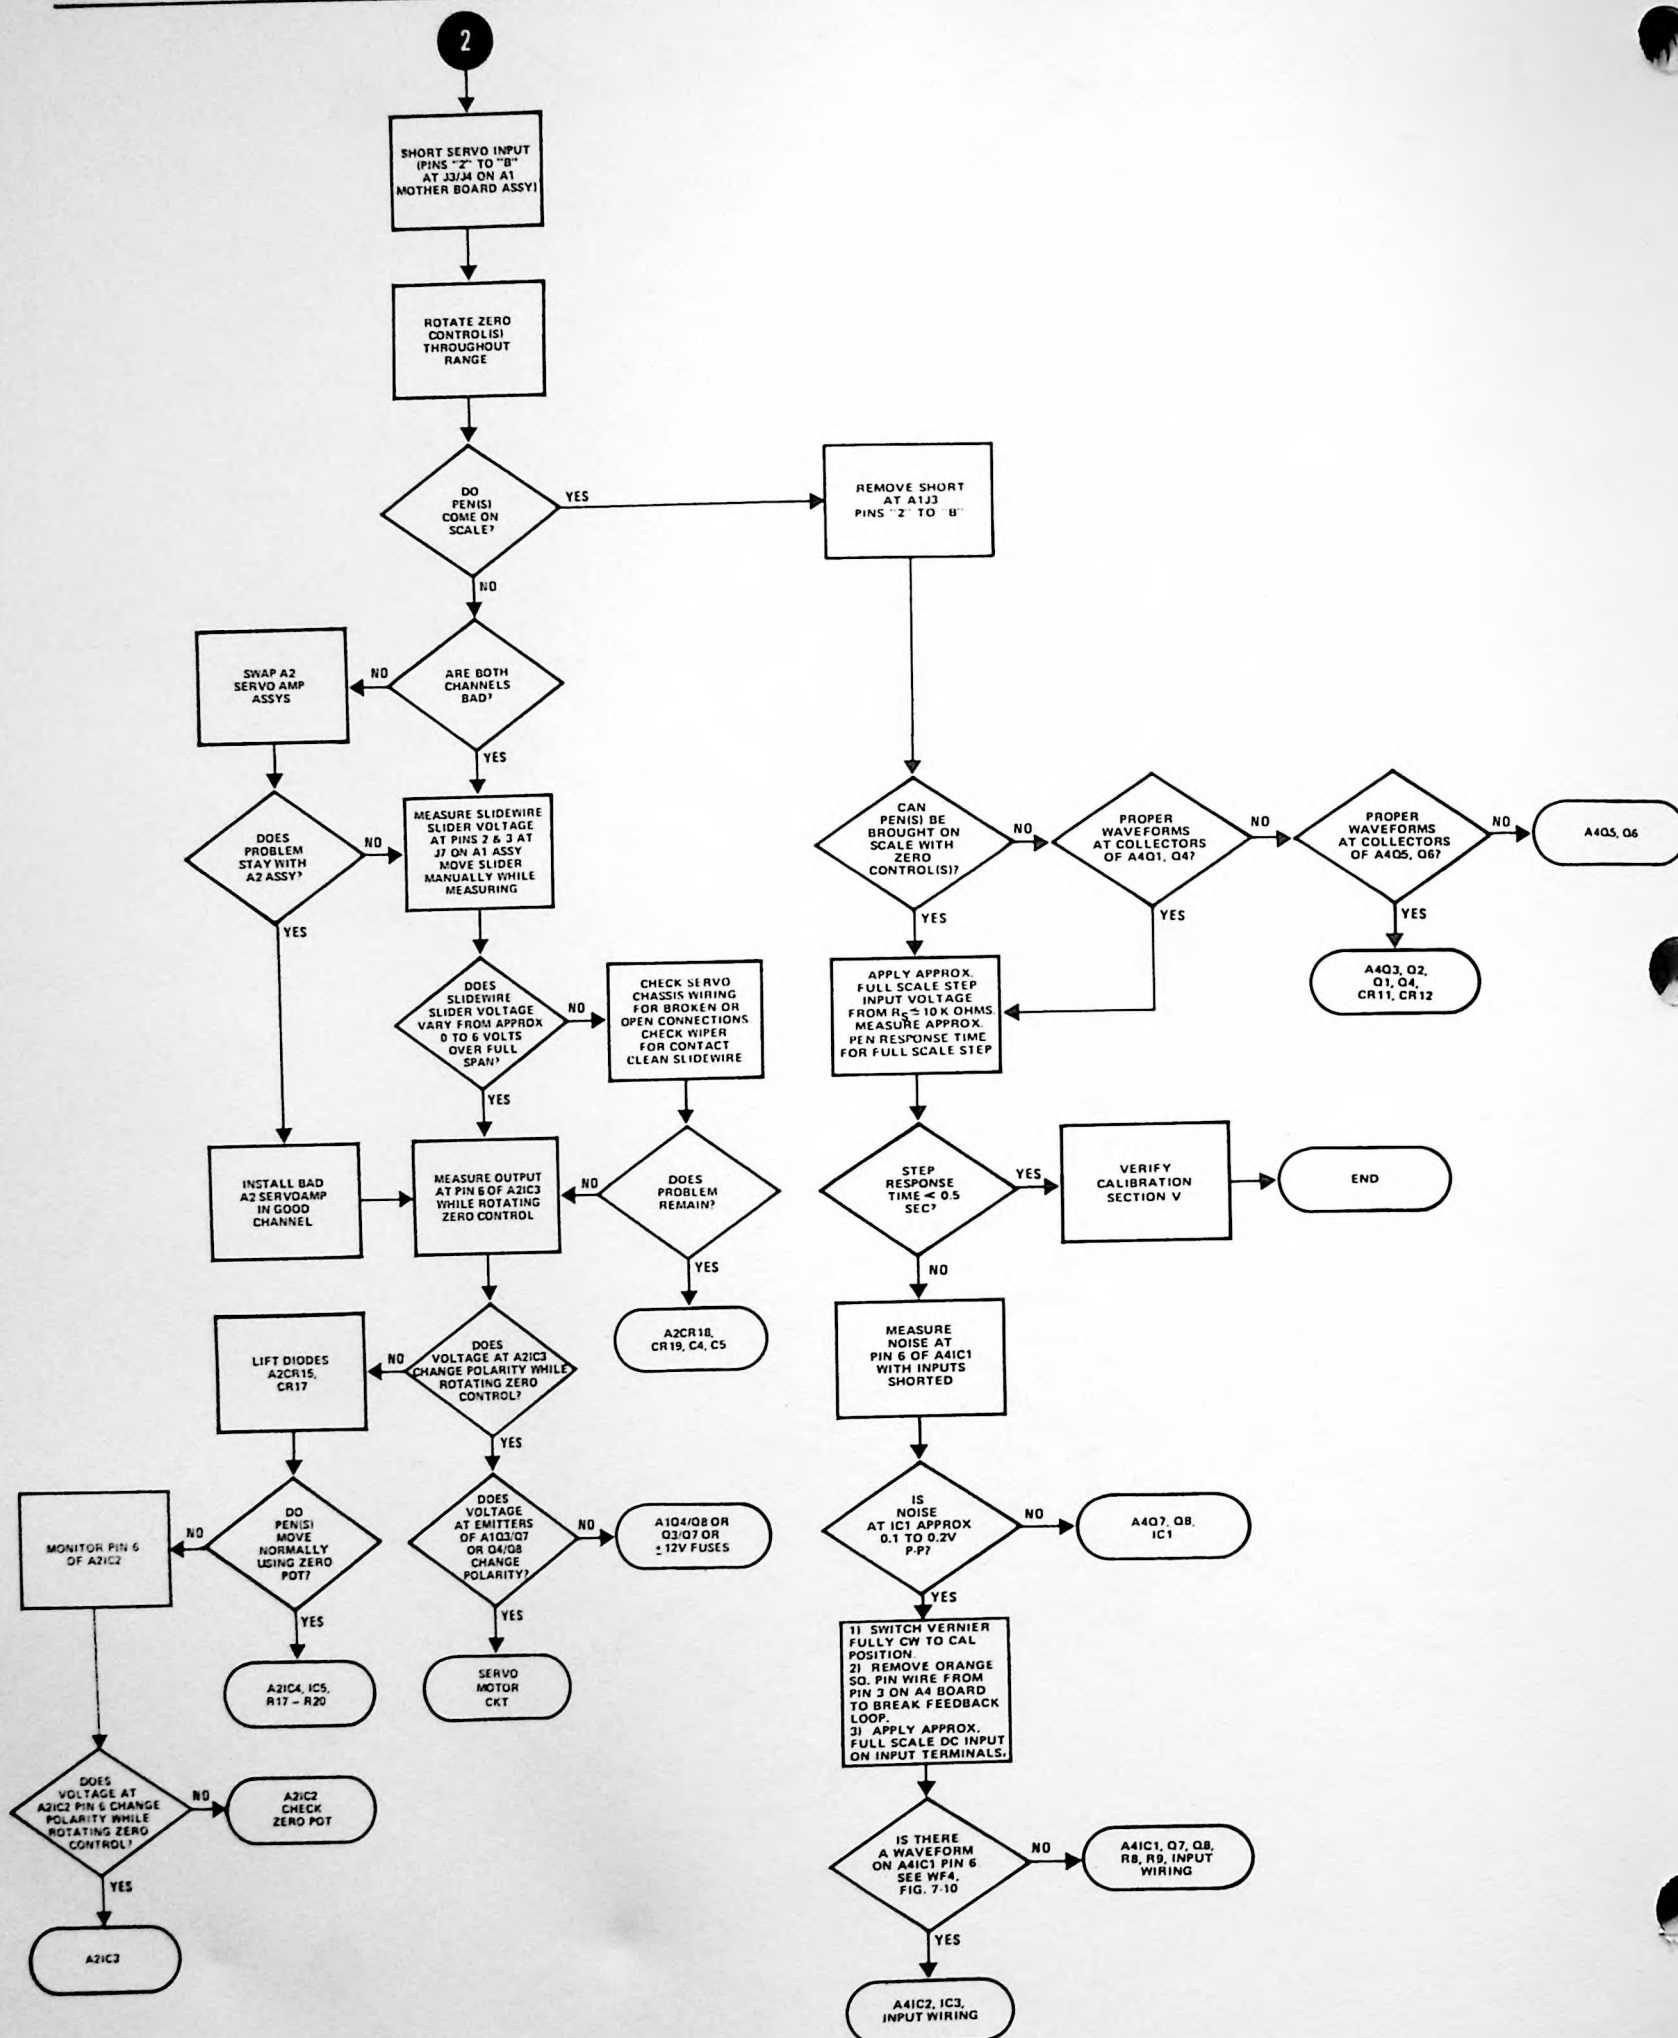 2
SHORT SERVO INPUT
(PINS "2" TO "B"
AT J3/J4 ON A1
MOTHER BOARD ASSY)
ROTATE ZERO
CONTROL(S)
THROUGHOUT
RANGE
DO
PEN(S)
COME ON
SCALE?
YES
NO
REMOVE SHORT
AT A1J3
PINS "2" TO "B"
ARE BOTH
CHANNELS
BAD?
NO
YES
SWAP A2
SERVO AMP
ASSYS
DOES
PROBLEM
STAY WITH
A2 ASSY?
NO
YES
MEASURE SLIDEWIRE
SLIDER VOLTAGE
AT PINS 2 & 3 AT
J7 ON A1 ASSY
MOVE SLIDER
MANUALLY WHILE
MEASURING
DOES
SLIDEWIRE
SLIDER VOLTAGE
VARY FROM APPROX
0 TO 6 VOLTS
OVER FULL
SPAN?
NO
YES
CHECK SERVO
CHASSIS WIRING
FOR BROKEN OR
OPEN CONNECTIONS
CHECK WIPER
FOR CONTACT
CLEAN SLIDEWIRE
INSTALL BAD
A2 SERVOAMP
IN GOOD
CHANNEL
MEASURE OUTPUT
AT PIN 6 OF A2IC3
WHILE ROTATING
ZERO CONTROL
NO
DOES
PROBLEM
REMAIN?
YES
A2CR18,
CR19, C4, C5
LIFT DIODES
A2CR15,
CR17
NO
DOES
VOLTAGE AT A2IC3
CHANGE POLARITY WHILE
ROTATING ZERO
CONTROL?
YES
MONITOR PIN 6
OF A2IC2
NO
DO
PEN(S)
MOVE
NORMALLY
USING ZERO
POT?
YES
A2IC4, IC5,
R17 – R20
DOES
VOLTAGE
AT EMITTERS
OF A1Q3/Q7
OR Q4/Q8
CHANGE
POLARITY?
NO
YES
A1Q4/Q8 OR
Q3/Q7 OR
± 12V FUSES
SERVO
MOTOR
CKT
DOES
VOLTAGE AT
A2IC2 PIN 6 CHANGE
POLARITY WHILE
ROTATING ZERO
CONTROL?
NO
YES
A2IC2
CHECK
ZERO POT
A2IC3
CAN
PEN(S) BE
BROUGHT ON
SCALE WITH
ZERO
CONTROL(S)?
NO
YES
PROPER
WAVEFORMS
AT COLLECTORS
OF A4Q1, Q4?
NO
YES
PROPER
WAVEFORMS
AT COLLECTORS
OF A4Q5, Q6?
NO
YES
A4Q5, Q6
A4Q3, Q2,
Q1, Q4,
CR11, CR12
APPLY APPROX.
FULL SCALE STEP
INPUT VOLTAGE
FROM RS = 10 K OHMS.
MEASURE APPROX.
PEN RESPONSE TIME
FOR FULL SCALE STEP
STEP
RESPONSE
TIME < 0.5
SEC?
YES
NO
VERIFY
CALIBRATION
SECTION V
END
MEASURE
NOISE AT
PIN 6 OF A4IC1
WITH INPUTS
SHORTED
IS
NOISE
AT IC1 APPROX
0.1 TO 0.2V
P-P?
NO
YES
A4Q7, Q8,
IC1
1) SWITCH VERNIER
FULLY CW TO CAL
POSITION.
2) REMOVE ORANGE
SQ. PIN WIRE FROM
PIN 3 ON A4 BOARD
TO BREAK FEEDBACK
LOOP.
3) APPLY APPROX.
FULL SCALE DC INPUT
ON INPUT TERMINALS.
IS THERE
A WAVEFORM
ON A4IC1 PIN 6
SEE WF4,
FIG. 7-10
NO
YES
A4IC1, Q7, Q8,
R8, R9, INPUT
WIRING
A4IC2, IC3,
INPUT WIRING